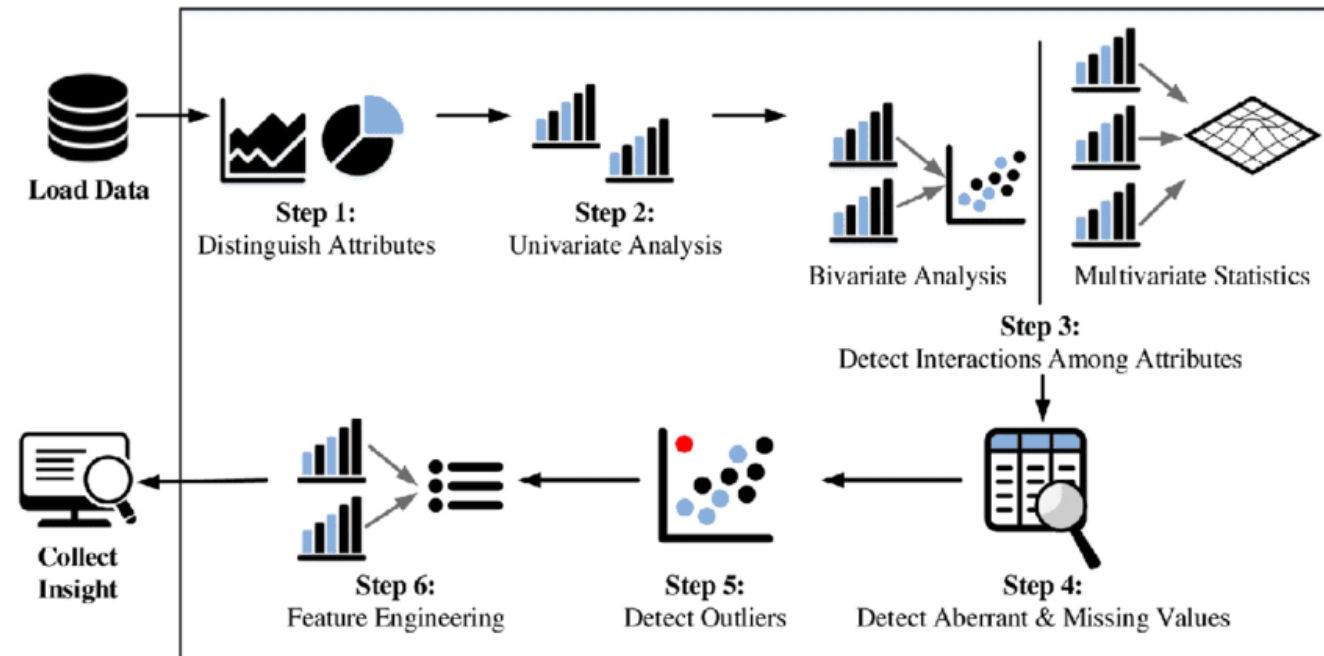 Load Data
Step 1:
Distinguish Attributes
Step 2:
Univariate Analysis
Bivariate Analysis
Multivariate Statistics
Step 3:
Detect Interactions Among Attributes
Collect
Insight
Step 6:
Feature Engineering
Step 5:
Detect Outliers
Step 4:
Detect Aberrant & Missing Values